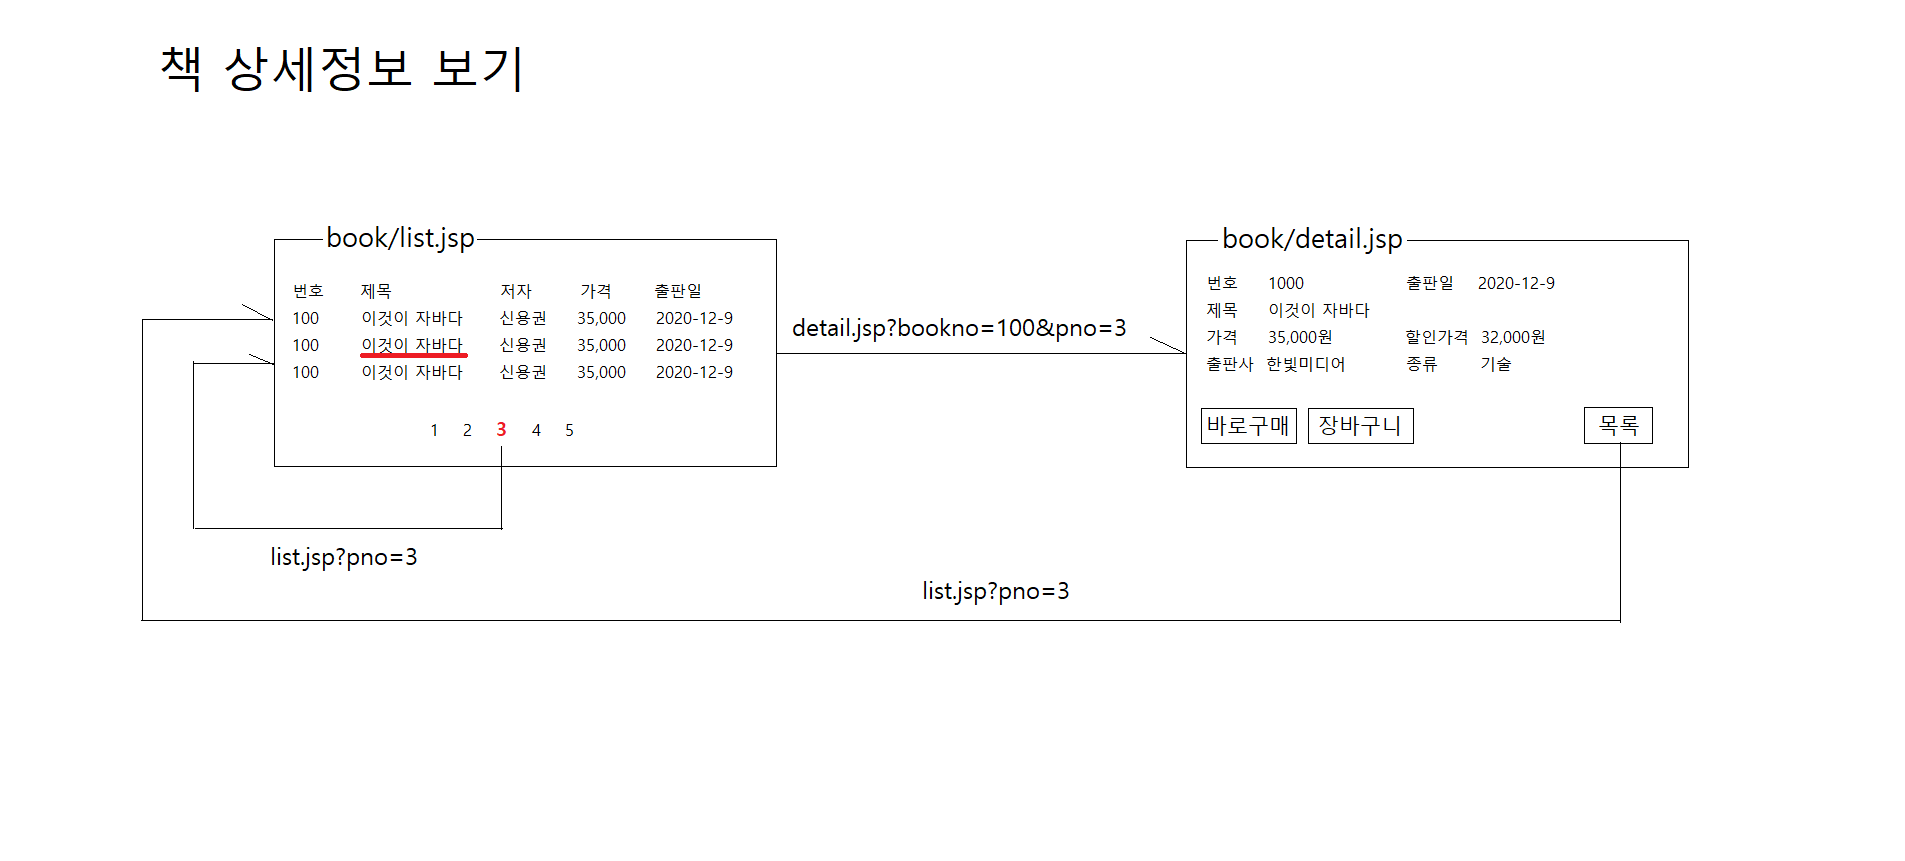 책 상세정보 보기
book/list.jsp
번호 제목 저자 가격 출판일
100 이것이 자바다 신용권 35,000 2020-12-9
100 이것이 자바다 신용권 35,000 2020-12-9
100 이것이 자바다 신용권 35,000 2020-12-9
1 2 3 4 5
list.jsp?pno=3
detail.jsp?bookno=100&pno=3
book/detail.jsp
번호 1000 출판일 2020-12-9
제목 이것이 자바다
가격 35,000원 할인가격 32,000원
출판사 한빛미디어 종류 기술
바로구매 장바구니 목록
list.jsp?pno=3